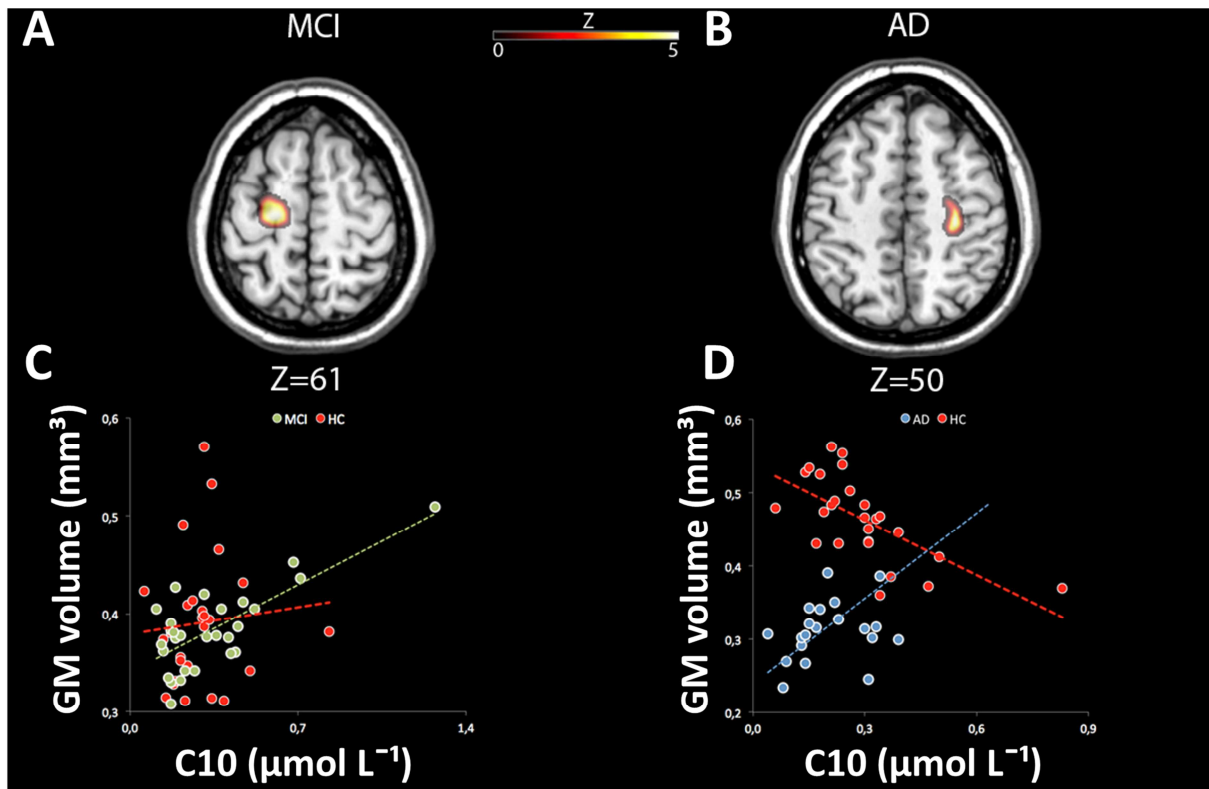 A
MCI
Z
0
5
B
AD
C
Z=61
D
Z=50
GM volume (mm³)
MCI HC
0,6
0,5
0,4
0,3
0,0
0,7
1,4
C10 (μmol L⁻¹)
GM volume (mm³)
AD HC
0,6
0,5
0,4
0,3
0,2
0,0
0,3
0,6
0,9
C10 (μmol L⁻¹)